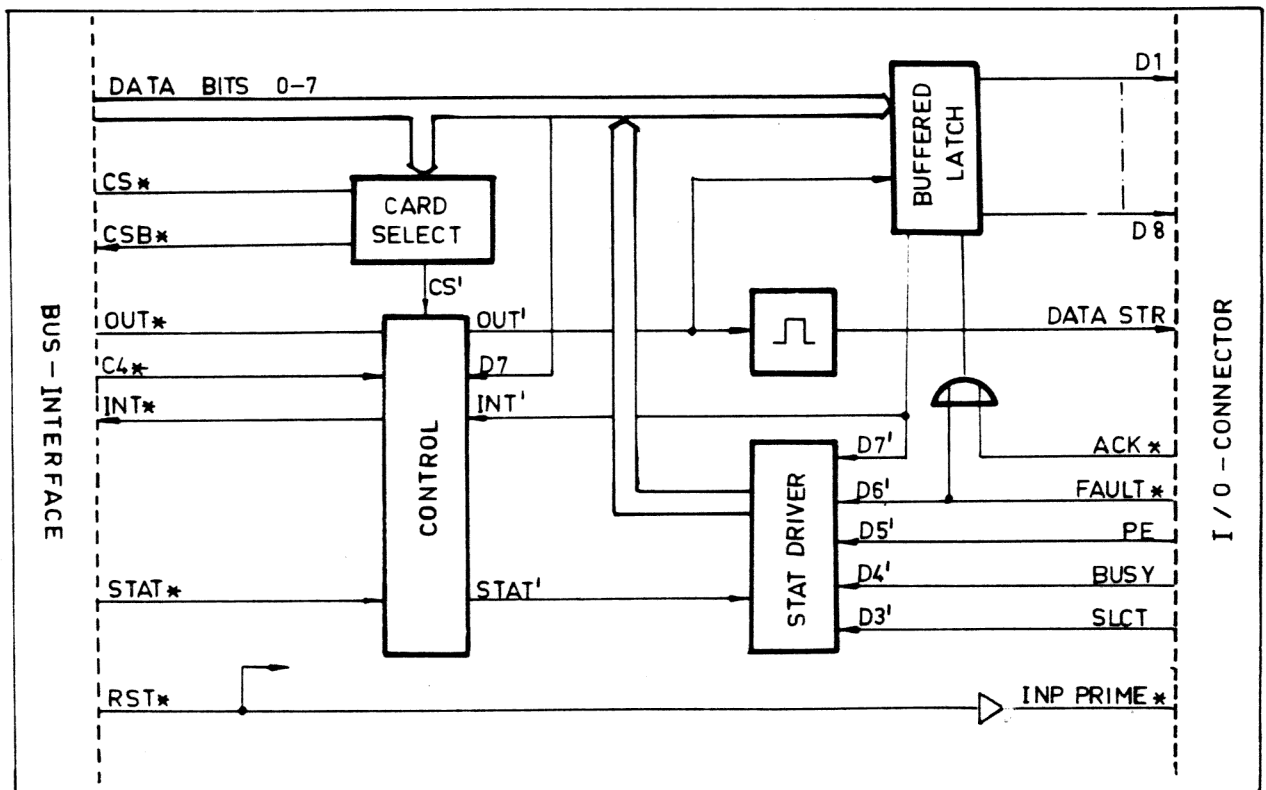 DATA BITS 0-7
D1
BUFFERED
LATCH
CS*
CARD
SELECT
CSB*
D8
CS'
BUS-INTERFACE
I/O-CONNECTOR
OUT*
OUT'
DATA STR
C4*
D7
INT*
INT'
CONTROL
D7'
ACK*
STAT DRIVER
D6'
FAULT*
D5'
PE
D4'
BUSY
STAT*
STAT'
D3'
SLCT
RST*
INP PRIME*